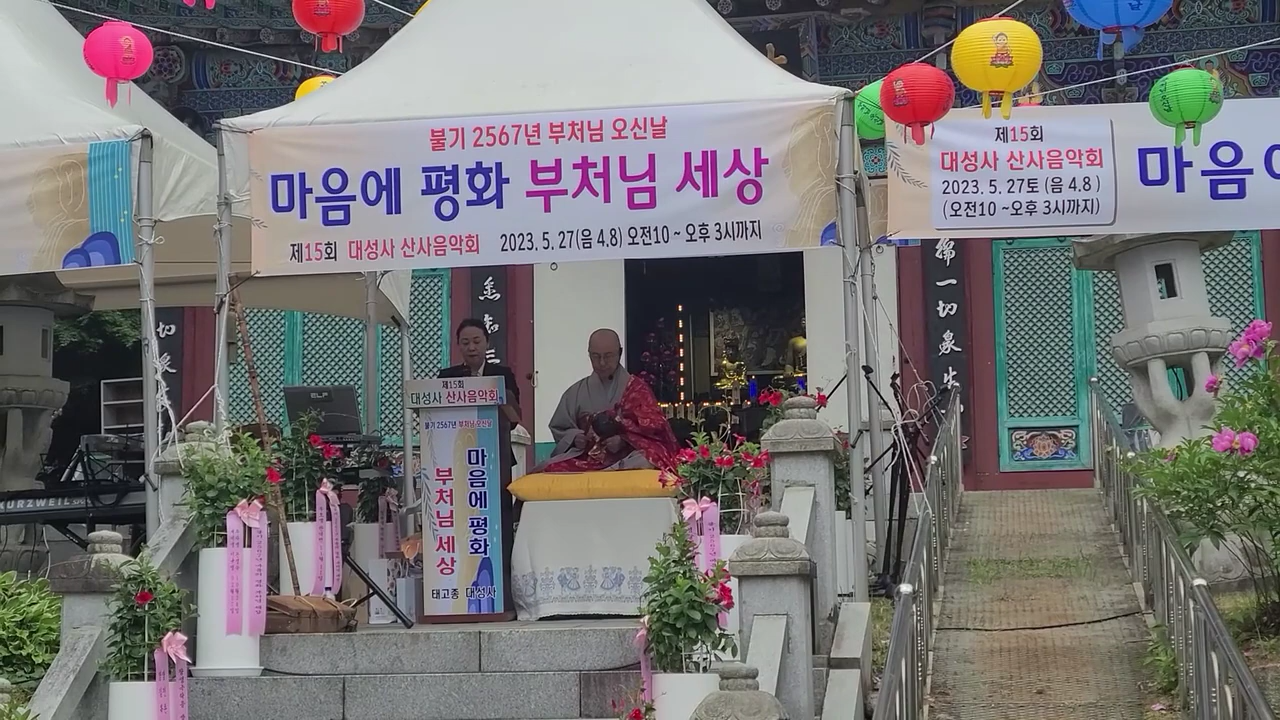 불기 2567년 부처님 오신날
마음에 평화 부처님 세상
제15회 대성사 산사음악회 2023. 5. 27(음 4.8) 오전10 ~ 오후 3시까지
제15회
대성사 산사음악회
2023. 5. 27토 (음 4.8 )
(오전10 ~오후 3시까지)
마음
제15회
대성사 산사음악회
불기 2567년 부처님 오신날
마음에 평화
부처님 세상
태고종 대성사
KURZWEIL
一切